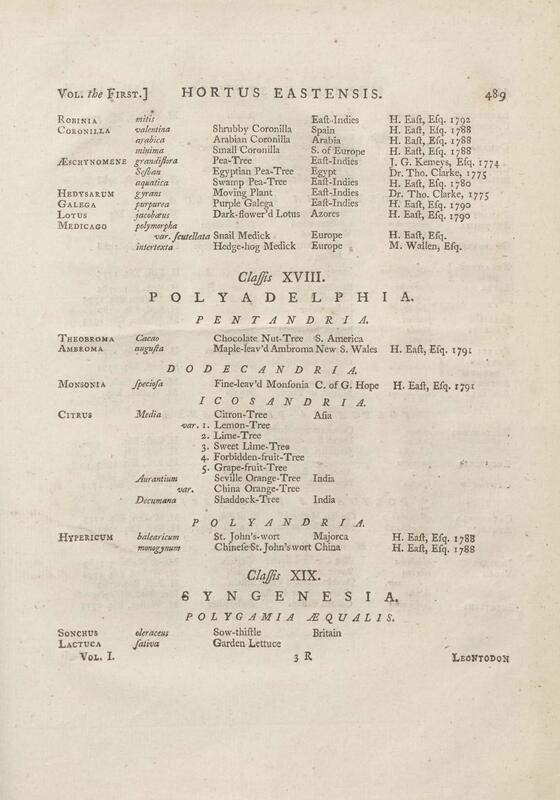 VOL. the FIRST.] HORTUS EASTENSIS. 489
ROBINIA mitis Eaſt-Indies H. Eaſt, Eſq. 1792
CORONILLA valentina Shrubby Coronilla Spain H. Eaſt, Eſq. 1788
arabica Arabian Coronilla Arabia H. Eaſt, Eſq. 1788
minima Small Coronilla S. of Europe H. Eaſt, Eſq. 1788
ÆSCHYNOMENE grandiflora Pea-Tree Eaſt-Indies J. G. Kemeys, Eſq. 1774
Seſban Egyptian Pea-Tree Egypt Dr. Tho. Clarke, 1775
aquatica Swamp Pea-Tree Eaſt-Indies H. Eaſt, Eſq. 1780
HEDYSARUM gyrans Moving Plant Eaſt-Indies Dr. Tho. Clarke, 1775
GALEGA purpurea Purple Galega Eaſt-Indies H. Eaſt, Eſq. 1790
LOTUS jacobæus Dark-flower'd Lotus Azores H. Eaſt, Eſq. 1790
MEDICAGO polymorpha
var. ſcutellata Snail Medick Europe H. Eaſt, Eſq.
intertexta Hedge-hog Medick Europe M. Wallen, Eſq.
Claſſis XVIII.
POLYADELPHIA.
PENTANDRIA.
THEOBROMA Cacao Chocolate Nut-Tree S. America
AMBROMA auguſta Maple-leav'd Ambroma New S. Wales H. Eaſt, Eſq. 1791
DODECANDRIA.
MONSONIA ſpecioſa Fine-leav'd Monſonia C. of G. Hope H. Eaſt, Eſq. 1791
ICOSANDRIA.
CITRUS Media Citron-Tree Aſia
var. 1. Lemon-Tree
2. Lime-Tree
3. Sweet Lime-Tree
4. Forbidden-fruit-Tree
5. Grape-fruit-Tree
Aurantium Seville Orange-Tree India
var. China Orange-Tree
Decumana Shaddock-Tree India
POLYANDRIA.
HYPERICUM balearicum St. John's-wort Majorca H. Eaſt, Eſq. 1788
monogynum Chineſe St. John's wort China H. Eaſt, Eſq. 1788
Claſſis XIX.
SYNGENESIA.
POLYGAMIA ÆQUALIS.
SONCHUS oleraceus Sow-thiſtle Britain
LACTUCA ſativa Garden Lettuce
VOL. I. 3 R LEONTODON